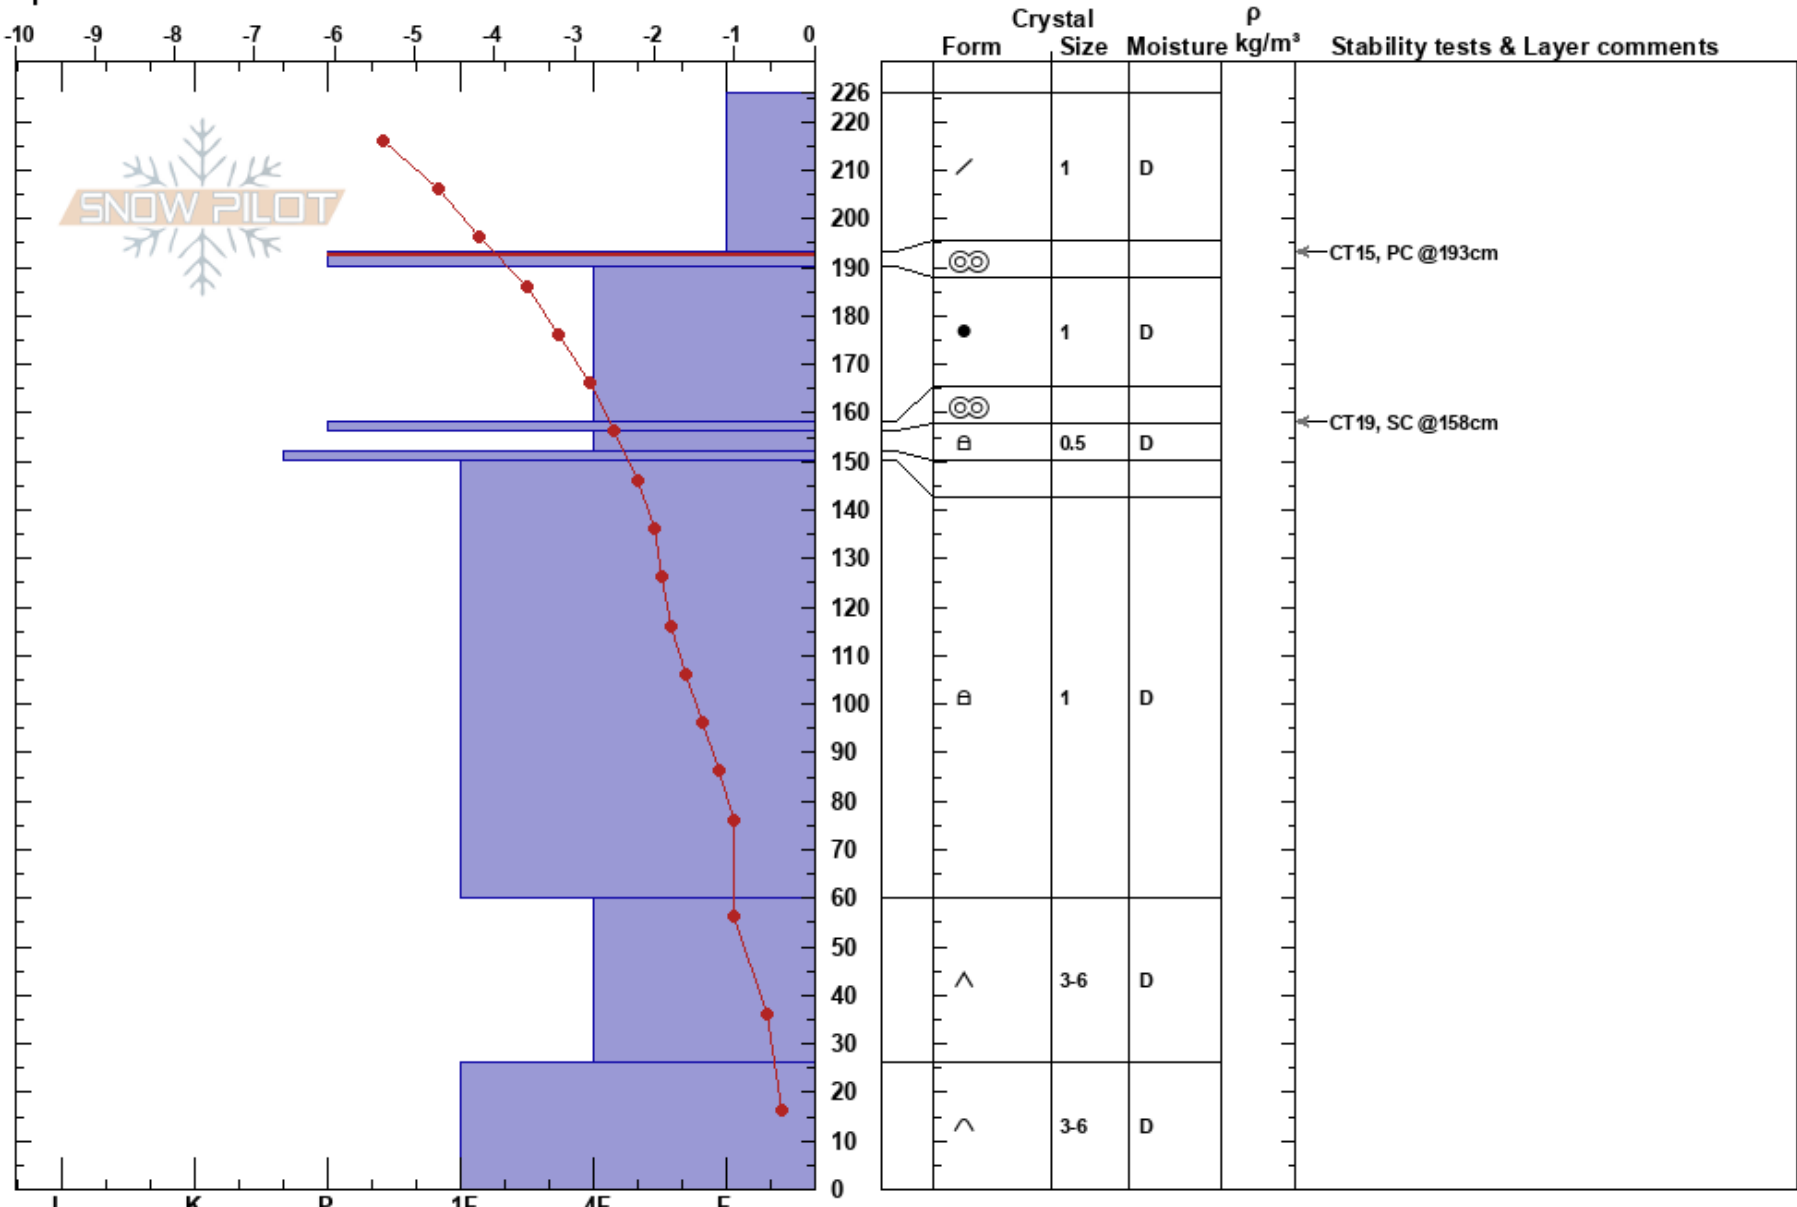 Crystal ρ
-10 -9 -8 -7 -6 -5 -4 -3 -2 -1 0 Form Size Moisture kg/m³ Stability tests & Layer comments
226
220
210 1 D
200
SNOW PILOT
CT15, PC @193cm
190
180
1 D
170
160
CT19, SC @158cm
0.5 D
150
140
130
120
110
100 1 D
90
80
70
60
50
3-6 D
40
30
20
3-6 D
10
0
I K P 1F 4F F